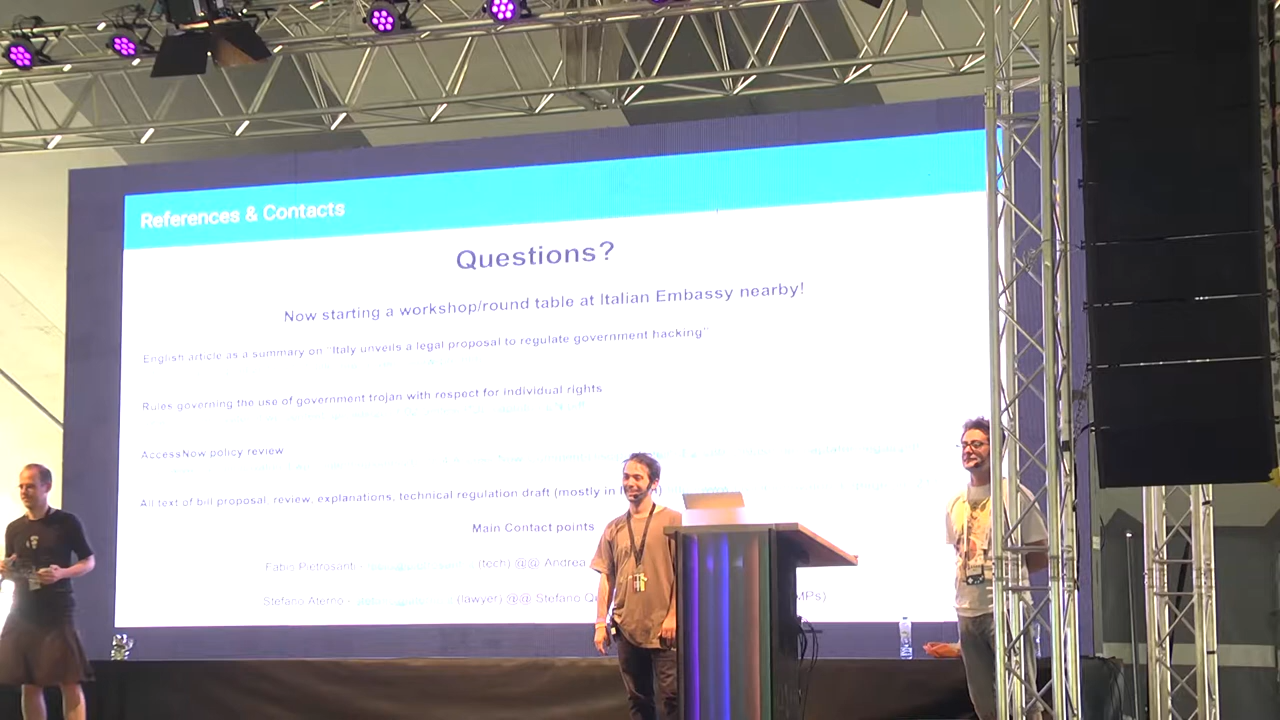 References & Contacts
Questions?
Now starting a workshop/round table at Italian Embassy nearby!
English article as a summary on "Italy unveils a legal proposal to regulate government hacking"
Rules governing the use of government trojan with respect for individual rights
AccessNow policy review
All text of bill proposal, review, explanations, technical regulation draft (mostly in
Main Contact points
Fabio Pietrosanti - (tech) @@ Andrea
Stefano Aterno - (lawyer) @@ Stefano MPs)